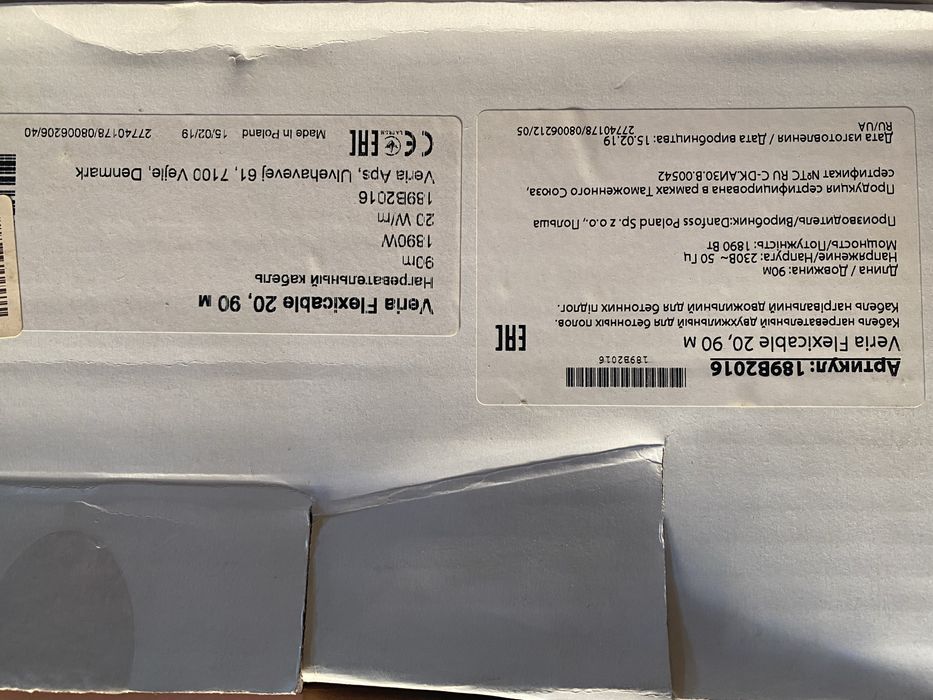 Артикул: 189B2016
189B2016
Veria Flexicable 20, 90 м
Кабель нагревательный двухжильный для бетонных полов.
Кабель нагрівальний двожильний для бетонних підлог.
EAC
Длина / Довжина: 90м
Напряжение/Напруга: 230В~ 50 Гц
Мощность/Потужність: 1890 Вт
Производитель/Виробник:Danfoss Poland Sp. z o.o., Польша
Продукция сертифицирована в рамках Таможенного Союза,
сертификат №ТС RU C-DK.АИ30.В.00542
Дата изготовления / Дата виробництва: 15.02.19
RU/UA
27740178/08006212/05
Veria Flexicable 20, 90 м
Нагревательный кабель
90m
1890W
20 W/m
189B2016
Veria Aps, Ulvehavevej 61, 7100 Vejle, Denmark
CE EAC Made in Poland 15/02/19 27740178/08006206/40